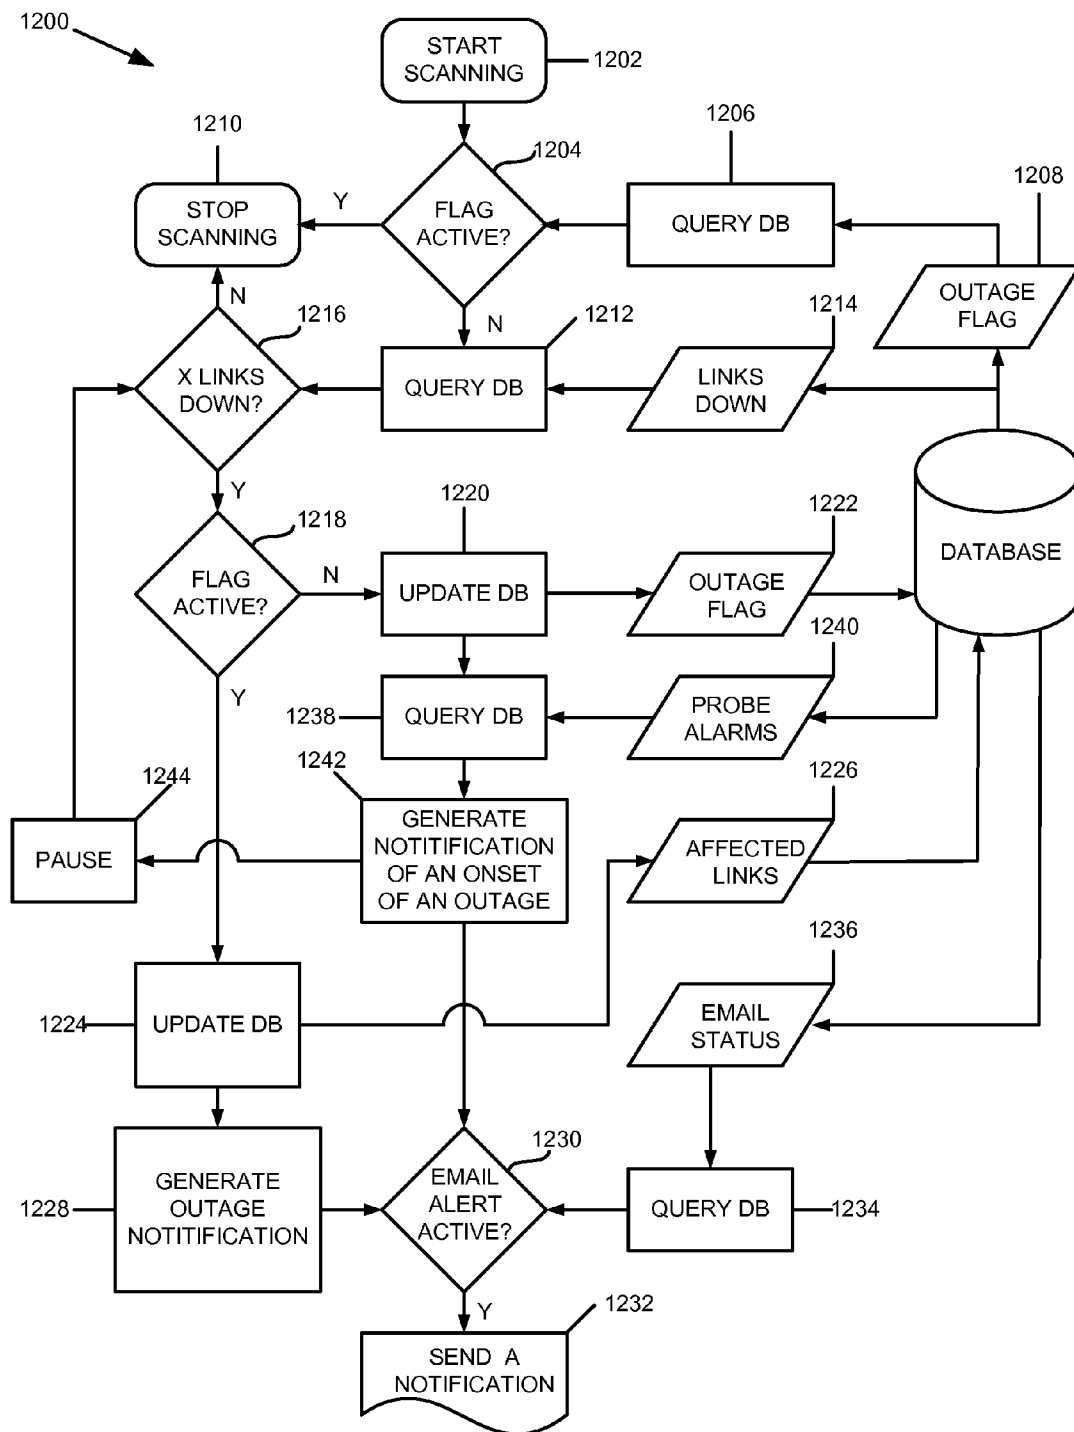 1200
START
SCANNING
1202
1210
1204
1206
1208
STOP
SCANNING
Y
FLAG
ACTIVE?
QUERY DB
OUTAGE
FLAG
N
1216
N
1212
1214
X LINKS
DOWN?
QUERY DB
LINKS
DOWN
Y
1218
1220
1222
DATABASE
FLAG
ACTIVE?
N
UPDATE DB
OUTAGE
FLAG
1240
Y
1238
QUERY DB
PROBE
ALARMS
1244
1242
1226
PAUSE
GENERATE
NOTITIFICATION
OF AN ONSET
OF AN OUTAGE
AFFECTED
LINKS
1236
1224
UPDATE DB
EMAIL
STATUS
1230
1228
GENERATE
OUTAGE
NOTITIFICATION
EMAIL
ALERT
ACTIVE?
QUERY DB
1234
Y
1232
SEND A
NOTIFICATION